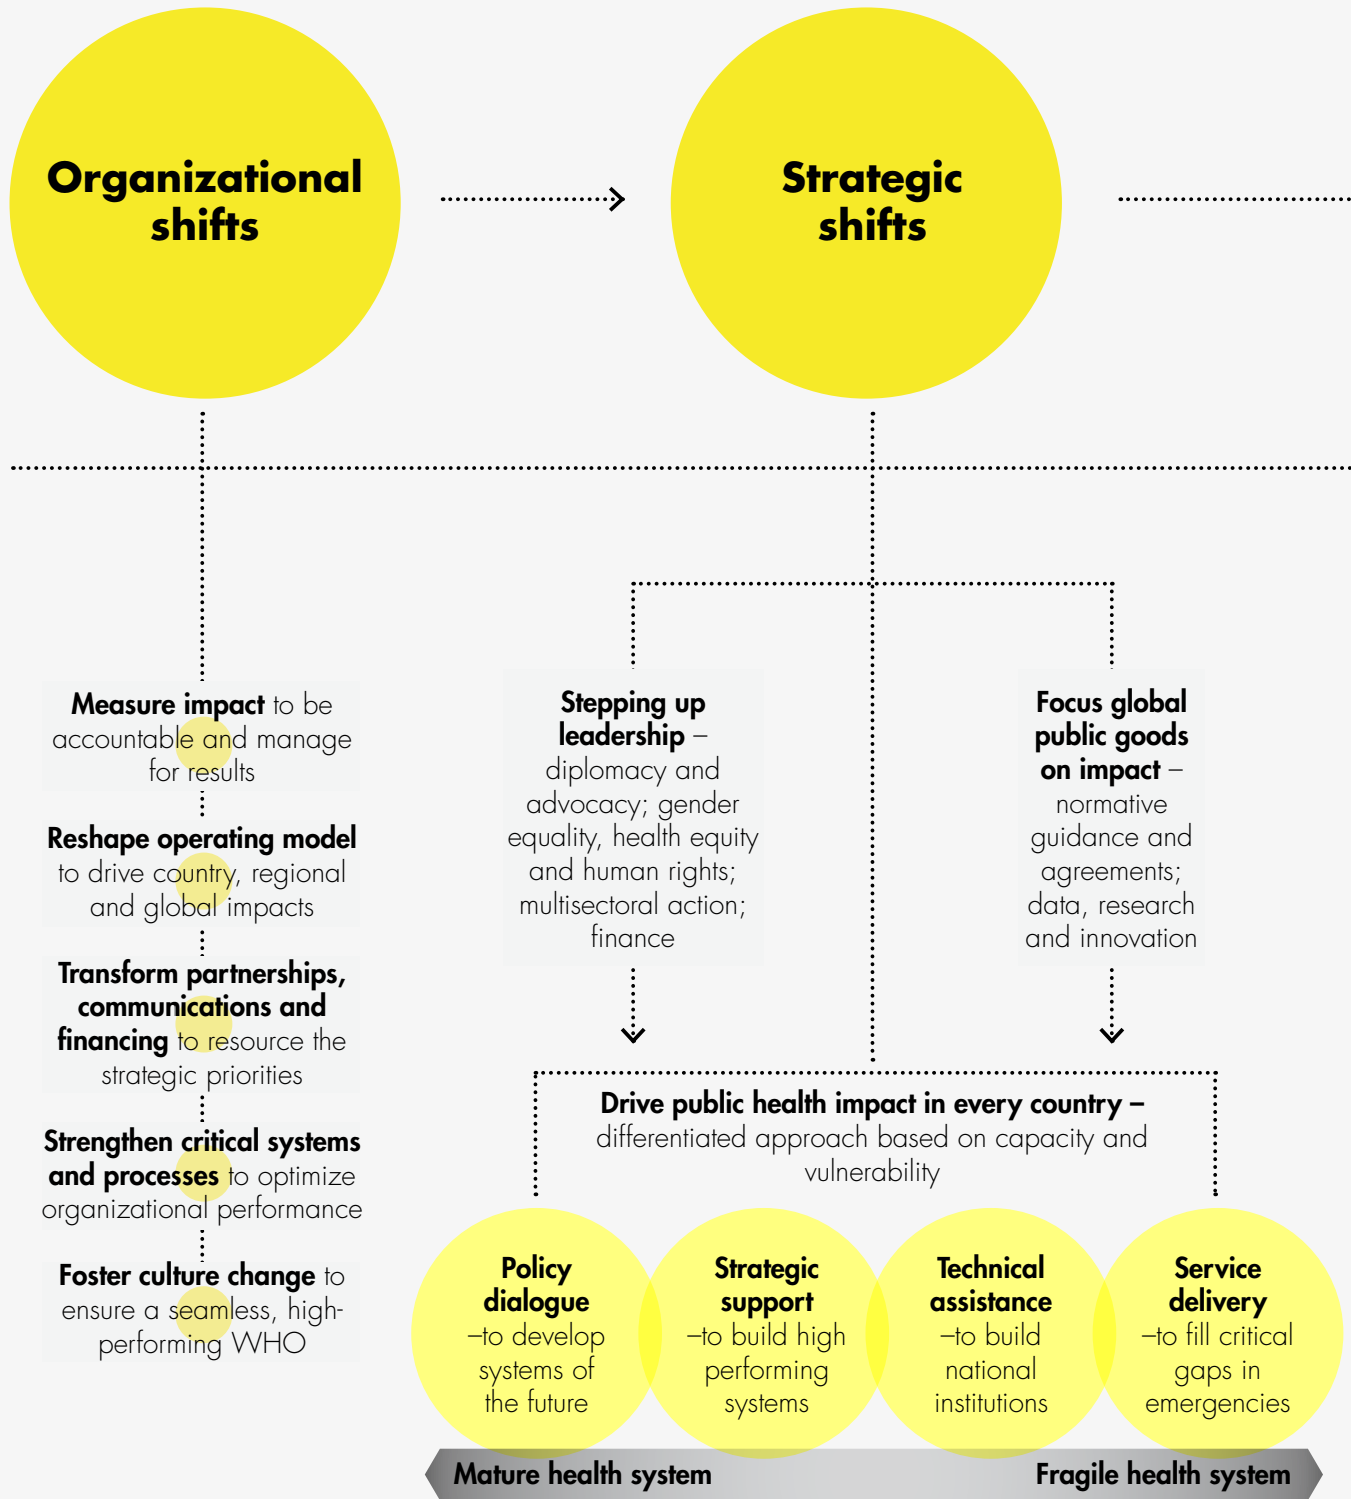 Organizational
shifts
Strategic
shifts
Measure impact to be
accountable and manage
for results
Reshape operating model
to drive country, regional
and global impacts
Transform partnerships,
communications and
financing to resource the
strategic priorities
Strengthen critical systems
and processes to optimize
organizational performance
Foster culture change to
ensure a seamless, high-
performing WHO
Stepping up
leadership –
diplomacy and
advocacy; gender
equality, health equity
and human rights;
multisectoral action;
finance
Focus global
public goods
on impact –
normative
guidance and
agreements;
data, research
and innovation
Drive public health impact in every country –
differentiated approach based on capacity and
vulnerability
Policy
dialogue
–to develop
systems of
the future
Strategic
support
–to build high
performing
systems
Technical
assistance
–to build
national
institutions
Service
delivery
–to fill critical
gaps in
emergencies
Mature health system
Fragile health system